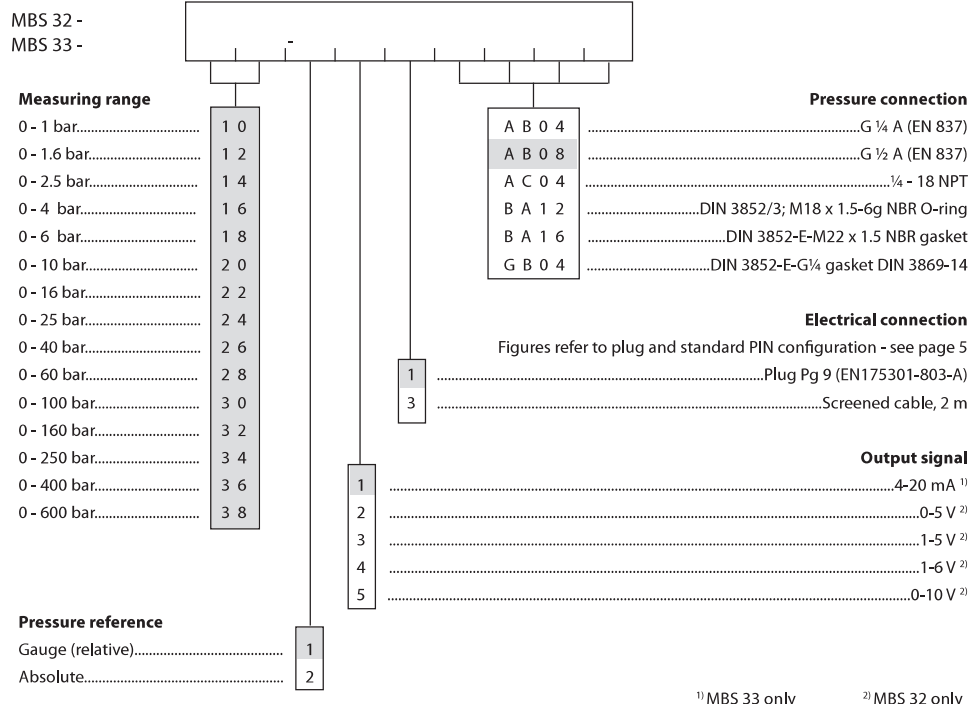 MBS 32 -
MBS 33 -
-
Measuring range
0 - 1 bar 1 0
0 - 1.6 bar 1 2
0 - 2.5 bar 1 4
0 - 4 bar 1 6
0 - 6 bar 1 8
0 - 10 bar 2 0
0 - 16 bar 2 2
0 - 25 bar 2 4
0 - 40 bar 2 6
0 - 60 bar 2 8
0 - 100 bar 3 0
0 - 160 bar 3 2
0 - 250 bar 3 4
0 - 400 bar 3 6
0 - 600 bar 3 8
Pressure reference
Gauge (relative) 1
Absolute 2
Pressure connection
A B 0 4 G ¼ A (EN 837)
A B 0 8 G ½ A (EN 837)
A C 0 4 ¼ - 18 NPT
B A 1 2 DIN 3852/3; M18 x 1.5-6g NBR O-ring
B A 1 6 DIN 3852-E-M22 x 1.5 NBR gasket
G B 0 4 DIN 3852-E-G¼ gasket DIN 3869-14
Electrical connection
Figures refer to plug and standard PIN configuration - see page 5
1 Plug Pg 9 (EN175301-803-A)
3 Screened cable, 2 m
Output signal
1 4-20 mA 1)
2 0-5 V 2)
3 1-5 V 2)
4 1-6 V 2)
5 0-10 V 2)
1) MBS 33 only 2) MBS 32 only